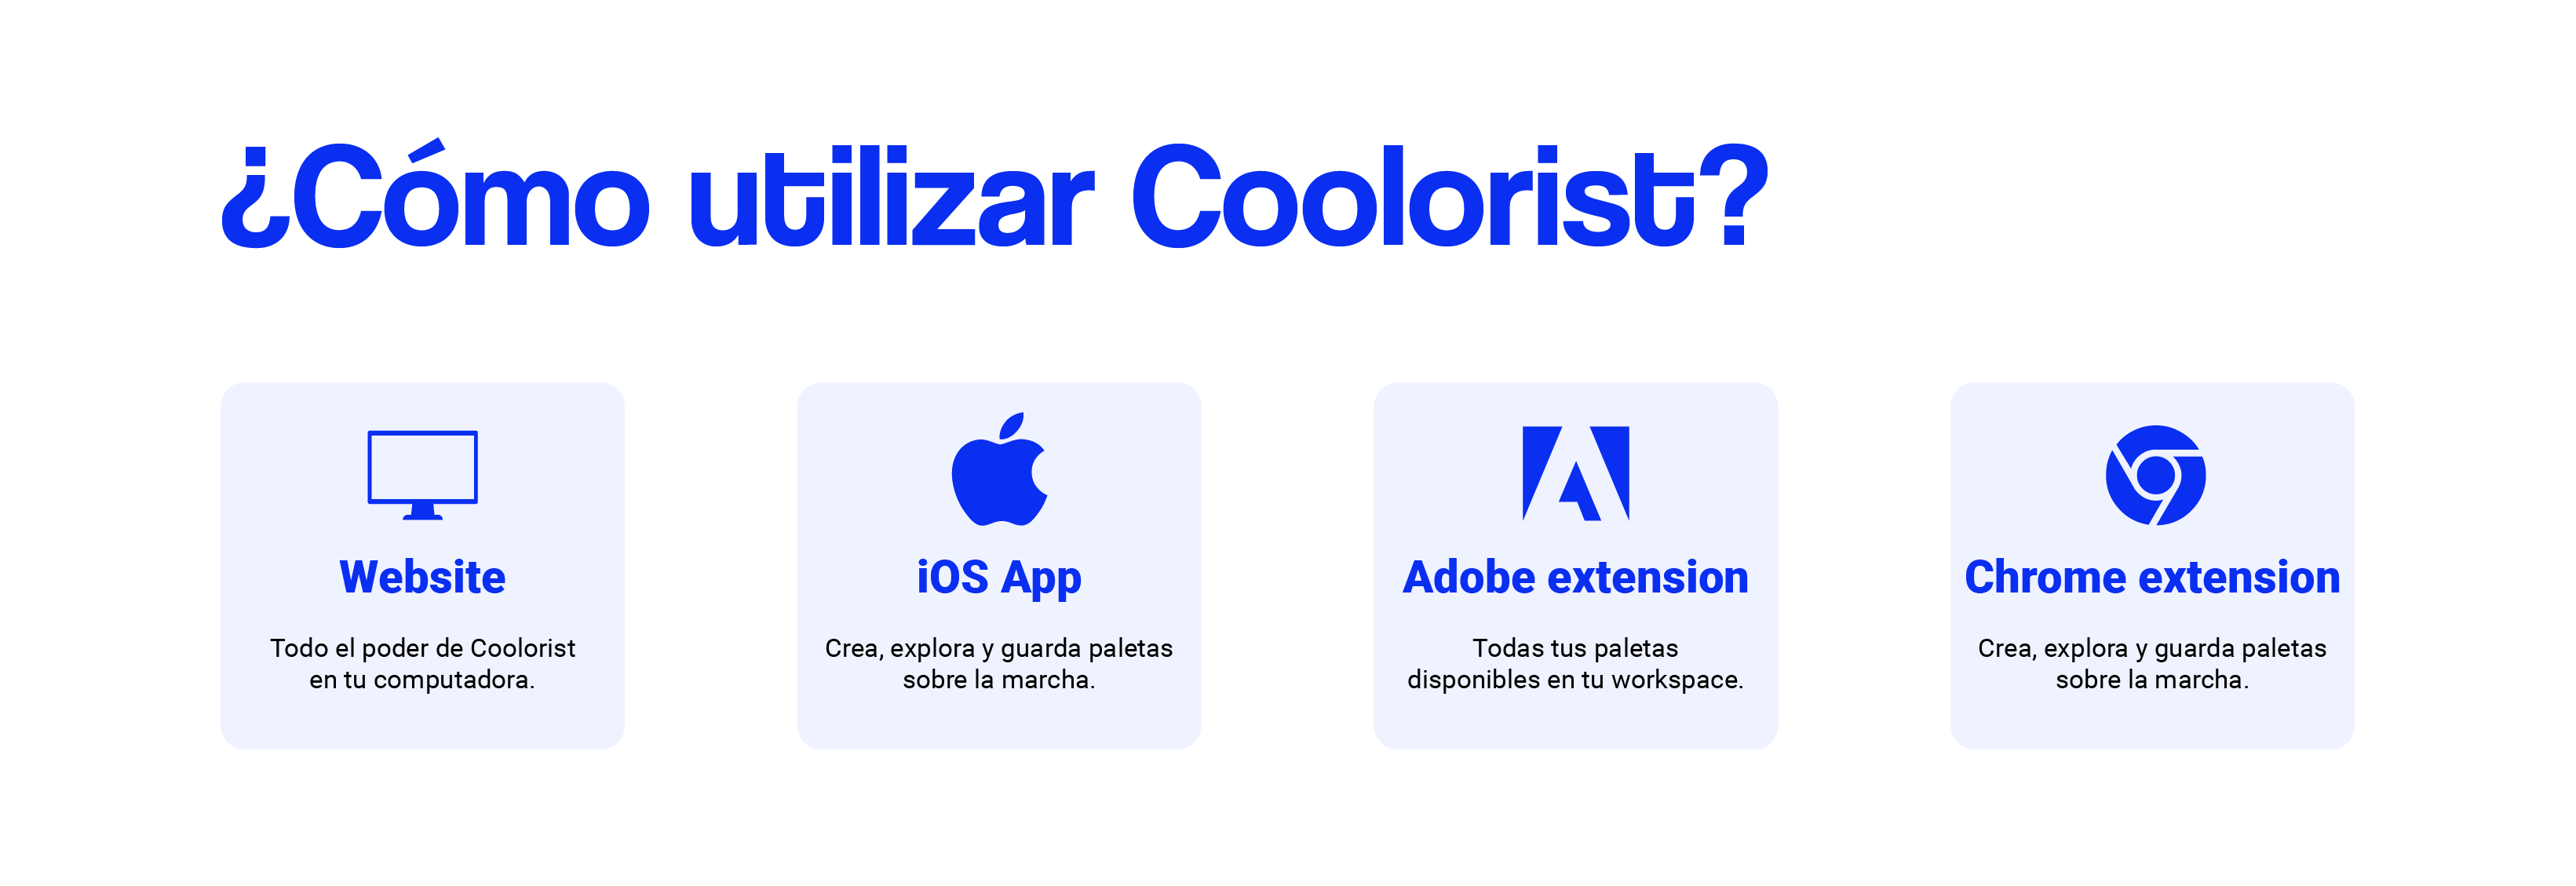 ¿Cómo utilizar Coolorist?
Website
Todo el poder de Coolorist
en tu computadora.
iOS App
Crea, explora y guarda paletas
sobre la marcha.
Adobe extension
Todas tus paletas
disponibles en tu workspace.
Chrome extension
Crea, explora y guarda paletas
sobre la marcha.